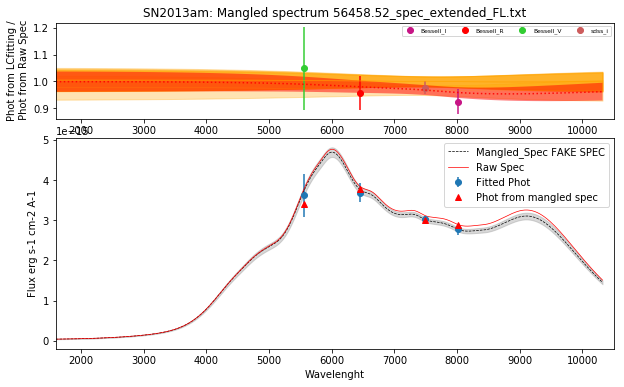 SN2013am: Mangled spectrum 56458.52_spec_extended_FL.txt
Phot from LCfitting /
Phot from Raw Spec
1.2
1.1
1.0
0.9
Bessell_I
Bessell_R
Bessell_V
sdss_i
2000 3000 4000 5000 6000 7000 8000 9000 10000
Flux erg s-1 cm-2 A-1
5
4
3
2
1
0
Mangled_Spec FAKE SPEC
Raw Spec
Fitted Phot
Phot from mangled spec
2000 3000 4000 5000 6000 7000 8000 9000 10000
Wavelenght